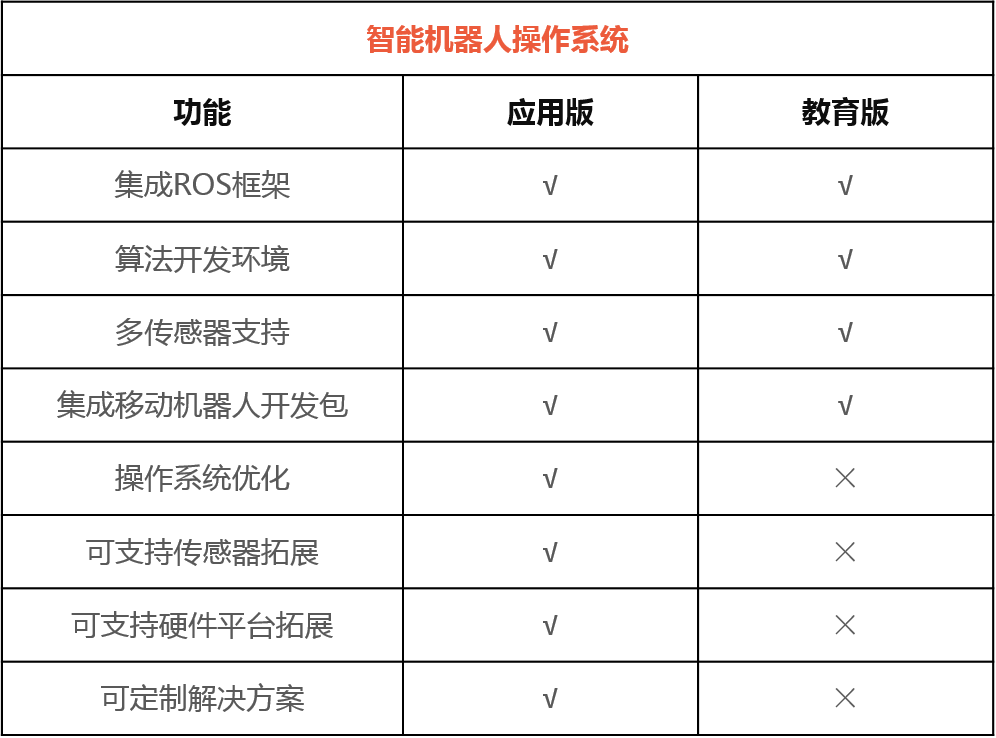 智能机器人操作系统
功能 应用版 教育版
集成ROS框架 √ √
算法开发环境 √ √
多传感器支持 √ √
集成移动机器人开发包 √ √
操作系统优化 √ ×
可支持传感器拓展 √ ×
可支持硬件平台拓展 √ ×
可定制解决方案 √ ×